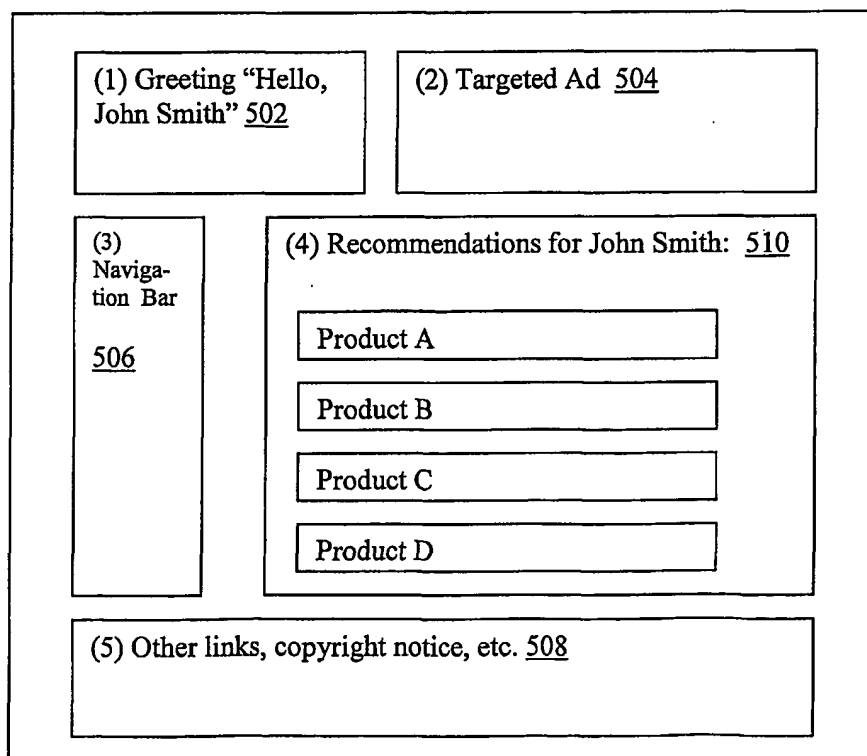 (1) Greeting “Hello,
John Smith” 502
(2) Targeted Ad 504
(3)
Naviga-
tion Bar
506
(4) Recommendations for John Smith: 510
Product A
Product B
Product C
Product D
(5) Other links, copyright notice, etc. 508